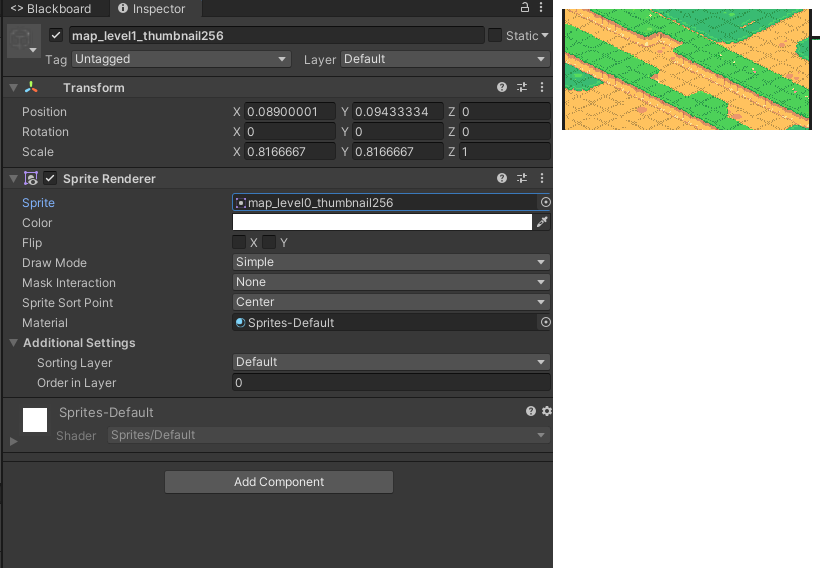 <> Blackboard Inspector
map_level1_thumbnail256 Static
Tag Untagged Layer Default
Transform
Position X 0.08900001 Y 0.09433334 Z 0
Rotation X 0 Y 0 Z 0
Scale X 0.8166667 Y 0.8166667 Z 1
Sprite Renderer
Sprite map_level0_thumbnail256
Color
Flip X Y
Draw Mode Simple
Mask Interaction None
Sprite Sort Point Center
Material Sprites-Default
Additional Settings
Sorting Layer Default
Order in Layer 0
Sprites-Default
Shader Sprites/Default
Add Component